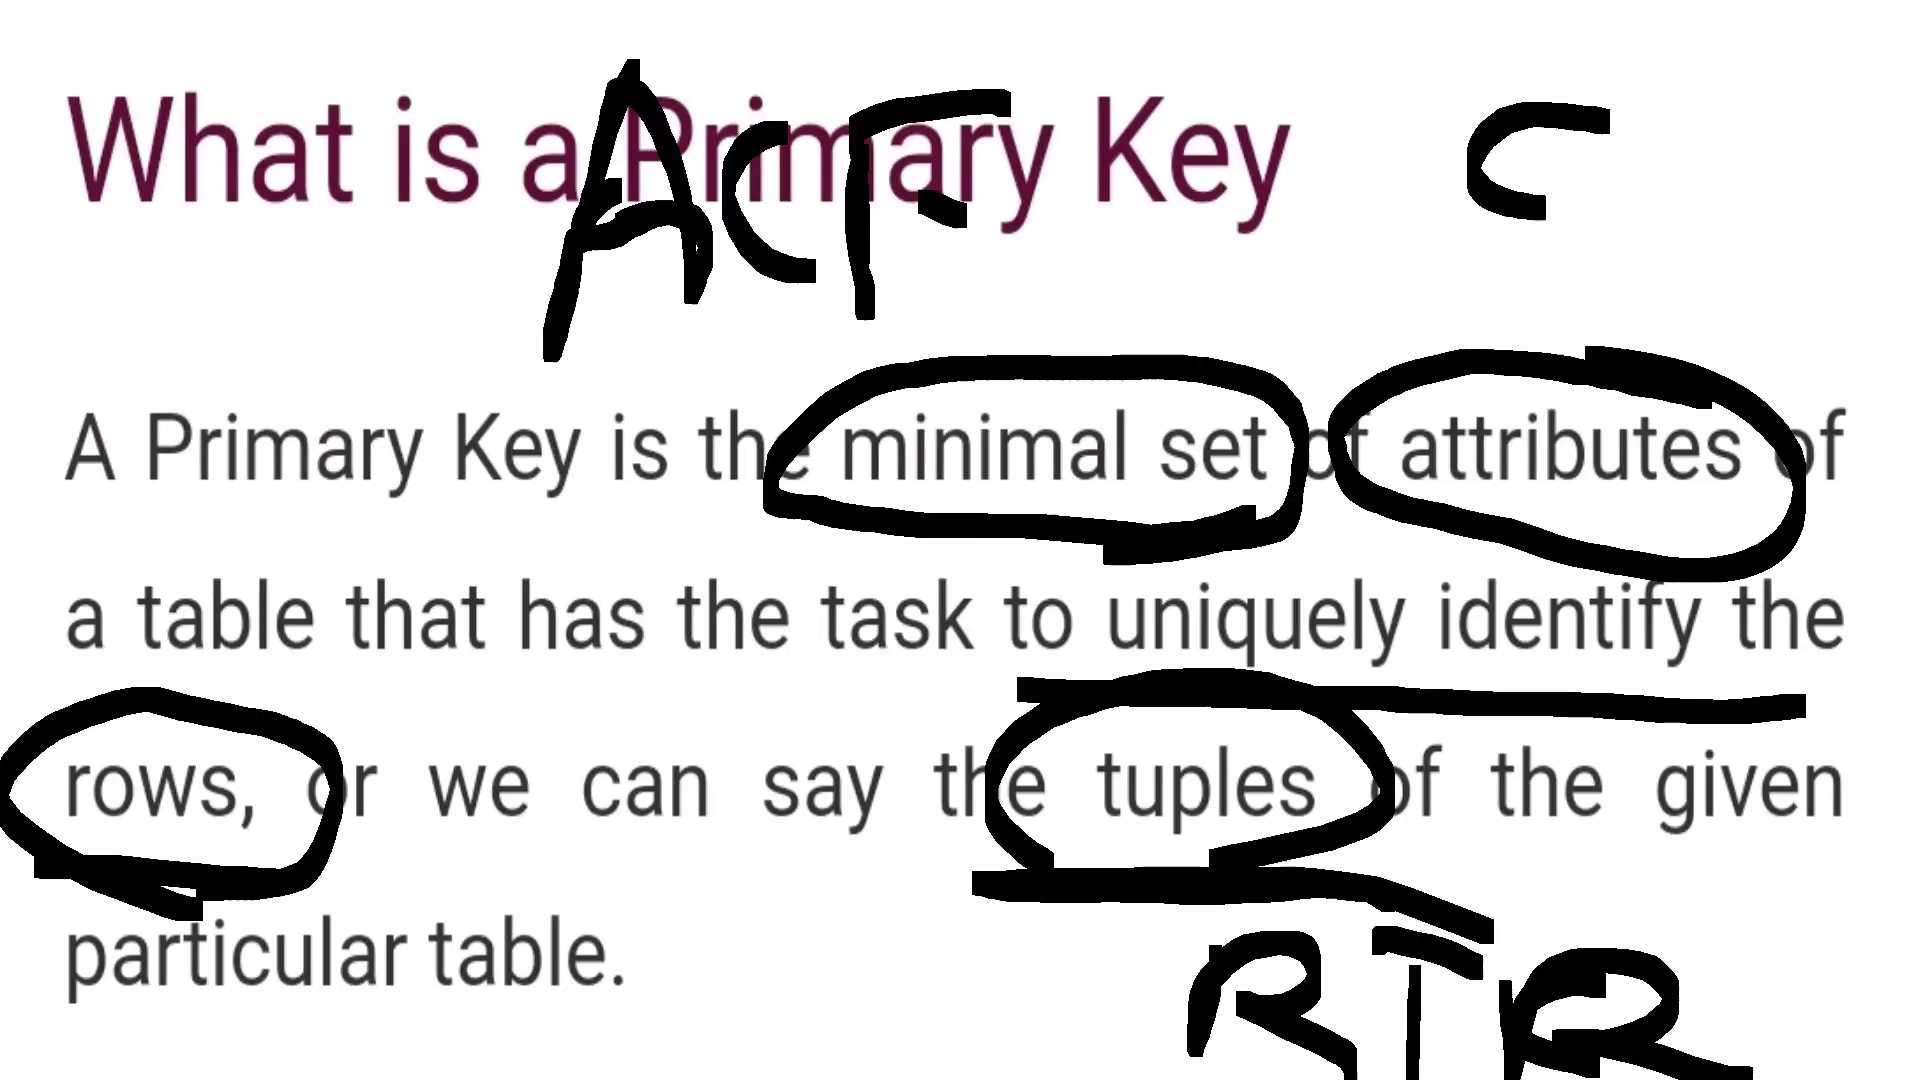 What is a Primary Key
ACF C
A Primary Key is the minimal set of attributes of
a table that has the task to uniquely identify the
rows, or we can say the tuples of the given
particular table.
RTR